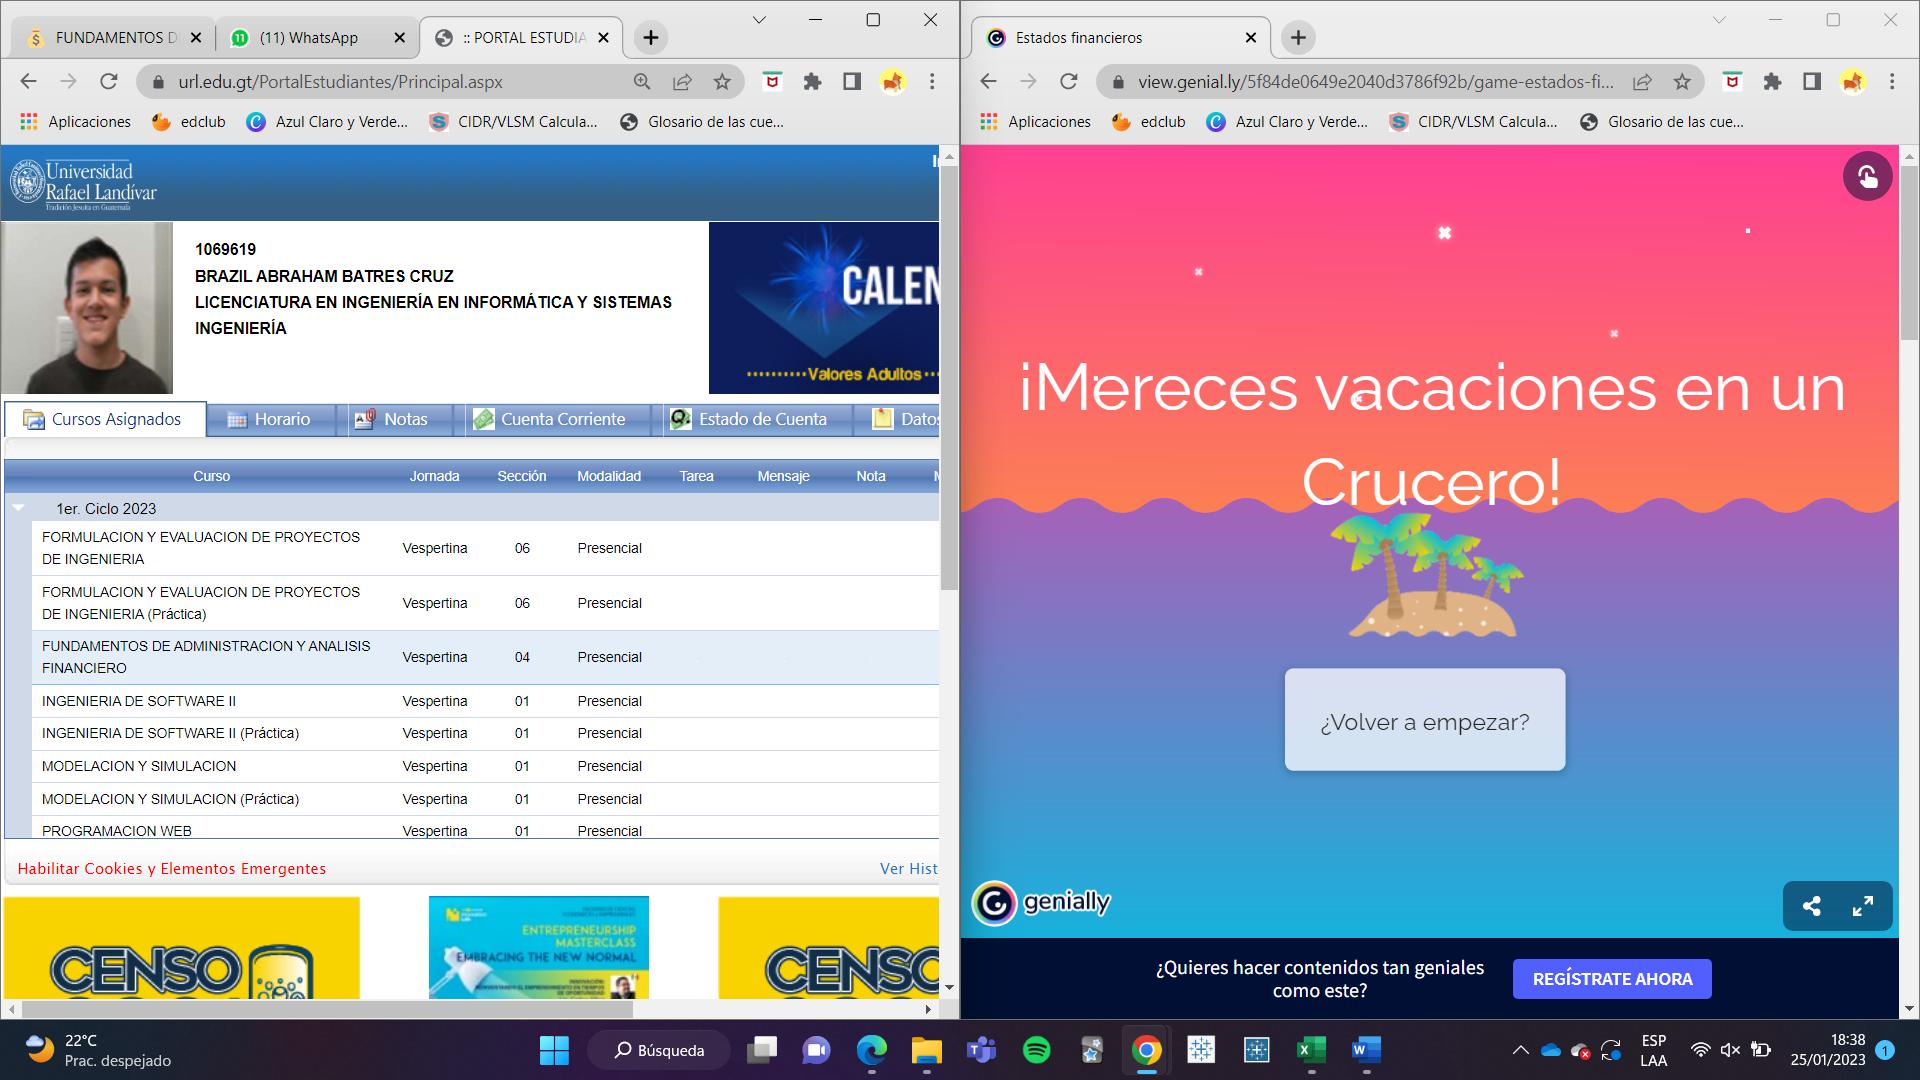 FUNDAMENTOS D
(11) WhatsApp
:: PORTAL ESTUDIA
url.edu.gt/PortalEstudiantes/Principal.aspx
Aplicaciones
edclub
Azul Claro y Verde...
CIDR/VLSM Calcula...
Glosario de las cue...
Universidad
Rafael Landívar
Tradición Jesuita en Guatemala
1069619
BRAZIL ABRAHAM BATRES CRUZ
LICENCIATURA EN INGENIERÍA EN INFORMÁTICA Y SISTEMAS
INGENIERÍA
CALEN
Valores Adultos
Cursos Asignados
Horario
Notas
Cuenta Corriente
Estado de Cuenta
Datos
Curso Jornada Sección Modalidad Tarea Mensaje Nota
1er. Ciclo 2023
FORMULACION Y EVALUACION DE PROYECTOS
DE INGENIERIA
Vespertina 06 Presencial
FORMULACION Y EVALUACION DE PROYECTOS
DE INGENIERIA (Práctica)
Vespertina 06 Presencial
FUNDAMENTOS DE ADMINISTRACION Y ANALISIS
FINANCIERO
Vespertina 04 Presencial
INGENIERIA DE SOFTWARE II Vespertina 01 Presencial
INGENIERIA DE SOFTWARE II (Práctica) Vespertina 01 Presencial
MODELACION Y SIMULACION Vespertina 01 Presencial
MODELACION Y SIMULACION (Práctica) Vespertina 01 Presencial
PROGRAMACION WEB Vespertina 01 Presencial
Habilitar Cookies y Elementos Emergentes
Ver Hist
CENSO
ENTREPRENEURSHIP
MASTERCLASS
EMBRACING THE NEW NORMAL
CENSO
Estados financieros
view.genial.ly/5f84de0649e2040d3786f92b/game-estados-fi...
Aplicaciones
edclub
Azul Claro y Verde...
CIDR/VLSM Calcula...
Glosario de las cue...
¡Mereces vacaciones en un
Crucero!
¿Volver a empezar?
genially
¿Quieres hacer contenidos tan geniales
como este?
REGÍSTRATE AHORA
22°C
Prac. despejado
Búsqueda
ESP
LAA
18:38
25/01/2023
1